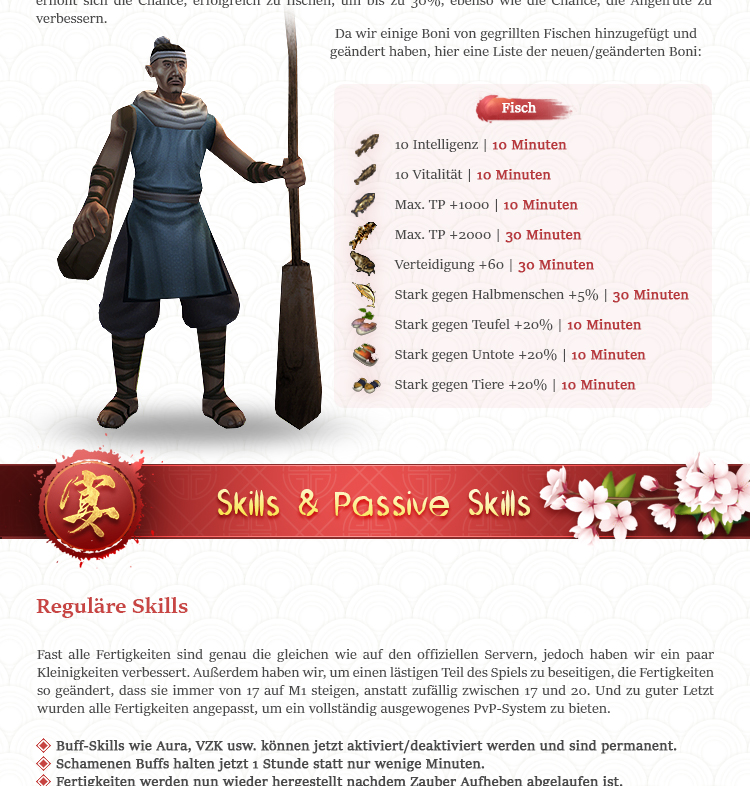 erhöht sich die Chance, erfolgreich zu fischen, um bis zu 30%, ebenso wie die Chance, die Angelrute zu
verbessern.
Da wir einige Boni von gegrillten Fischen hinzugefügt und
geändert haben, hier eine Liste der neuen/geänderten Boni:
Fisch
10 Intelligenz | 10 Minuten
10 Vitalität | 10 Minuten
Max. TP +1000 | 10 Minuten
Max. TP +2000 | 30 Minuten
Verteidigung +60 | 30 Minuten
Stark gegen Halbmenschen +5% | 30 Minuten
Stark gegen Teufel +20% | 10 Minuten
Stark gegen Untote +20% | 10 Minuten
Stark gegen Tiere +20% | 10 Minuten
宴
Skills & Passive Skills
Reguläre Skills
Fast alle Fertigkeiten sind genau die gleichen wie auf den offiziellen Servern, jedoch haben wir ein paar
Kleinigkeiten verbessert. Außerdem haben wir, um einen lästigen Teil des Spiels zu beseitigen, die Fertigkeiten
so geändert, dass sie immer von 17 auf M1 steigen, anstatt zufällig zwischen 17 und 20. Und zu guter Letzt
wurden alle Fertigkeiten angepasst, um ein vollständig ausgewogenes PvP-System zu bieten.
Buff-Skills wie Aura, VZK usw. können jetzt aktiviert/deaktiviert werden und sind permanent.
Schamenen Buffs halten jetzt 1 Stunde statt nur wenige Minuten.
Fertigkeiten werden nun wieder hergestellt nachdem Zauber Aufheben abgelaufen ist.